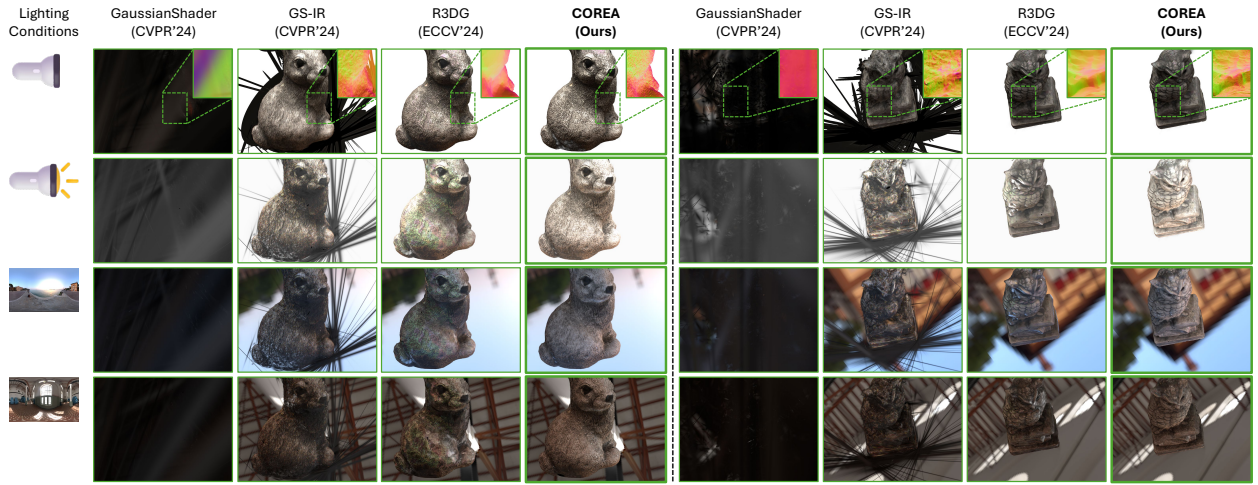 Lighting
Conditions
GaussianShader
(CVPR'24)
GS-IR
(CVPR'24)
R3DG
(ECCV'24)
COREA
(Ours)
GaussianShader
(CVPR'24)
GS-IR
(CVPR'24)
R3DG
(ECCV'24)
COREA
(Ours)